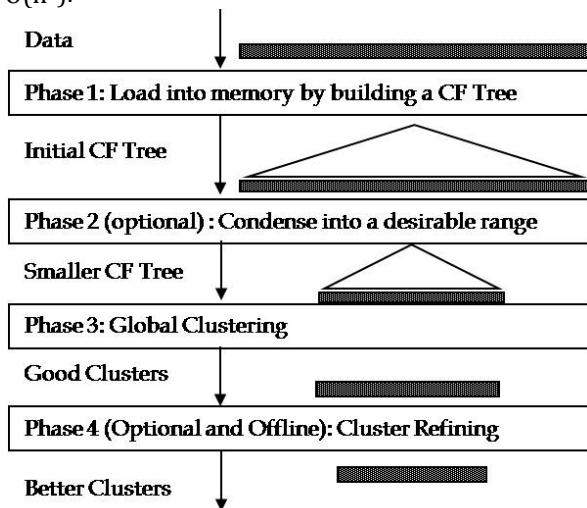 Data
Phase 1: Load into memory by building a CF Tree
Initial CF Tree
Phase 2 (optional) : Condense into a desirable range
Smaller CF Tree
Phase 3: Global Clustering
Good Clusters
Phase 4 (Optional and Offline): Cluster Refining
Better Clusters